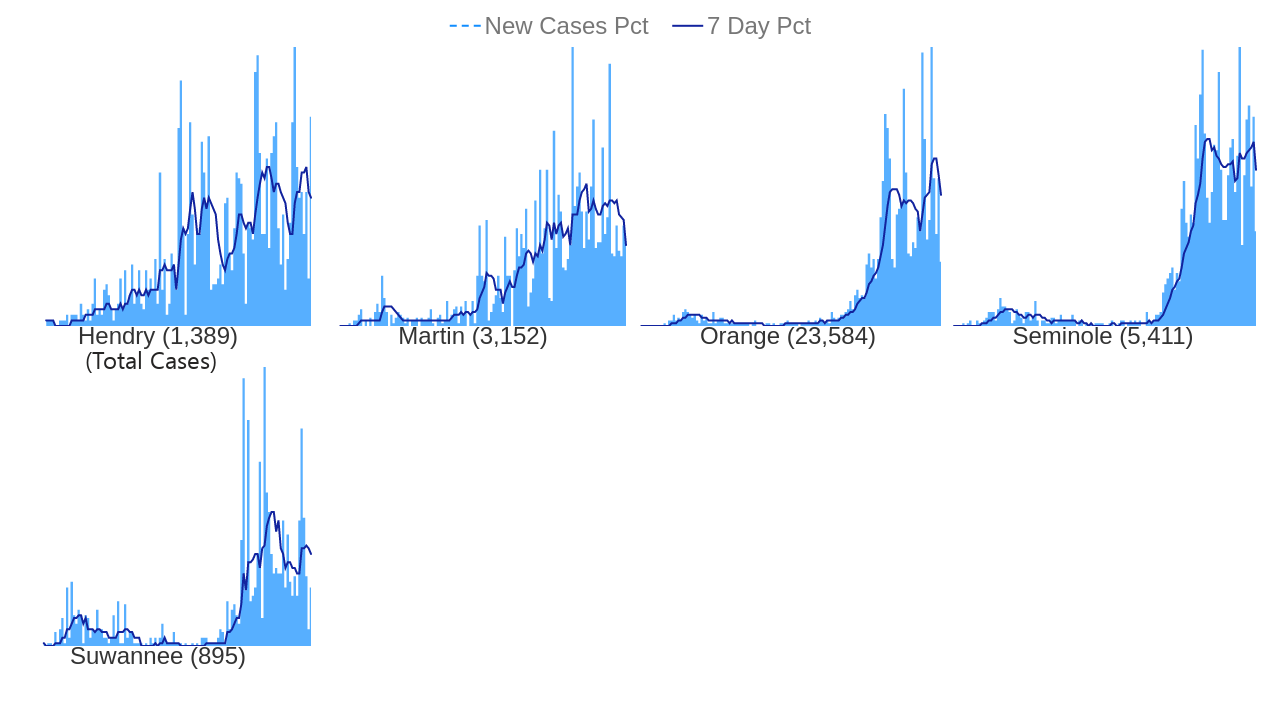 New Cases Pct 7 Day Pct
Hendry (1,389)
(Total Cases)
Martin (3,152)
Orange (23,584)
Seminole (5,411)
Suwannee (895)